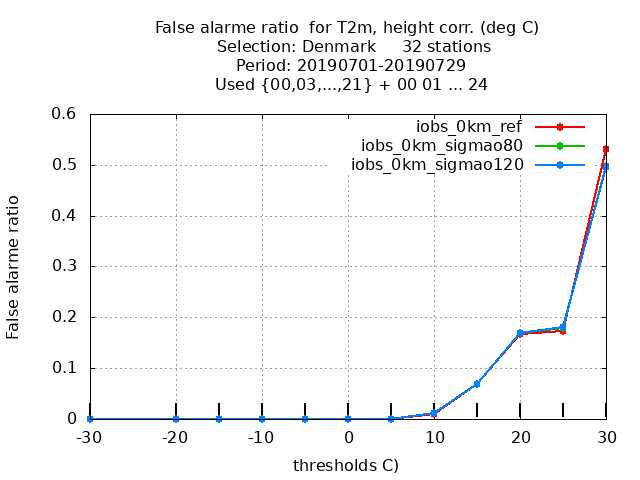 False alarme ratio  for T2m, height corr. (deg C)
Selection: Denmark     32 stations
Period: 20190701-20190729
Used {00,03,...,21} + 00 01 ... 24
iobs_0km_ref
iobs_0km_sigmao80
iobs_0km_sigmao120
False alarme ratio
0.6
0.5
0.4
0.3
0.2
0.1
0
-30 -20 -10 0 10 20 30
thresholds C)